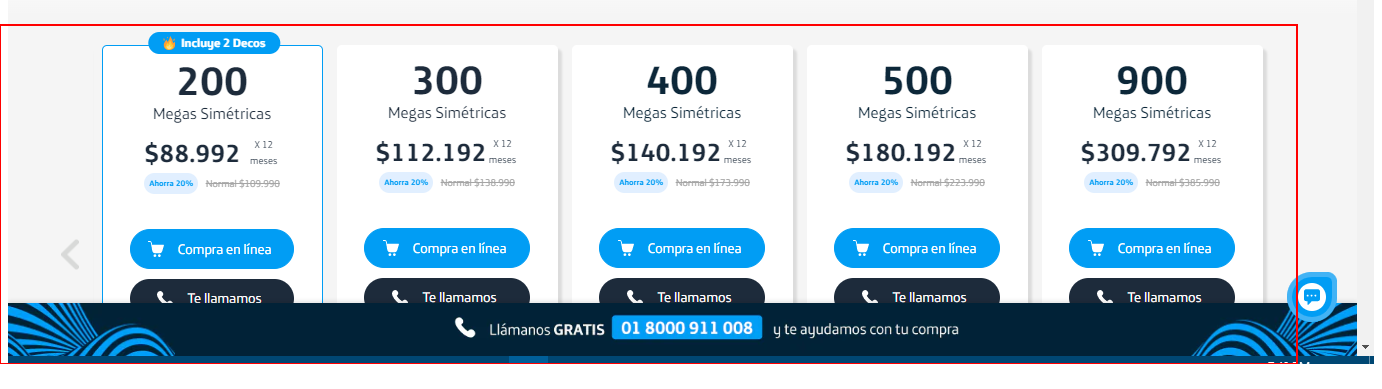 Incluye 2 Decos
200
Megas Simétricas
$88.992 X 12 meses
Ahorra 20% Normal $109.990
Compra en línea
Te llamamos
300
Megas Simétricas
$112.192 X 12 meses
Ahorra 20% Normal $138.990
Compra en línea
Te llamamos
400
Megas Simétricas
$140.192 X 12 meses
Ahorra 20% Normal $173.990
Compra en línea
Te llamamos
500
Megas Simétricas
$180.192 X 12 meses
Ahorra 20% Normal $223.990
Compra en línea
Te llamamos
900
Megas Simétricas
$309.792 X 12 meses
Ahorra 20% Normal $385.990
Compra en línea
Te llamamos
Llámanos GRATIS 01 8000 911 008 y te ayudamos con tu compra